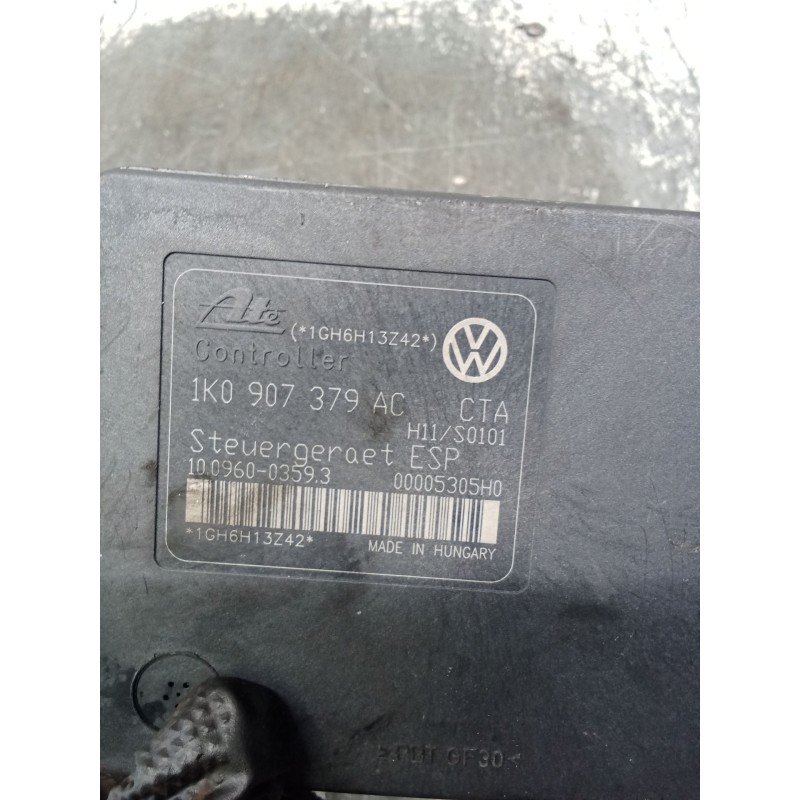 Ate (*1GH6H13Z42*)
Controller
1K0 907 379 AC CTA
H11/S0101
Steuergeraet ESP
10.0960-0359.3 00005305H0
*1GH6H13Z42* MADE IN HUNGARY
GF30<